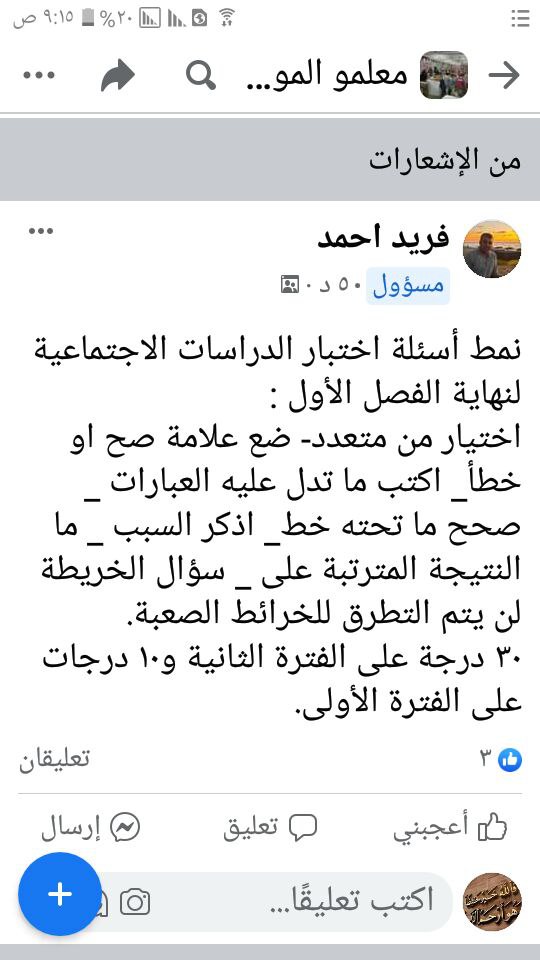 ٩:١٥ ص
٢٠%
معلمو المو...
من الإشعارات
فريد احمد
مسؤول · ٥ د ·
نمط أسئلة اختبار الدراسات الاجتماعية
لنهاية الفصل الأول :
اختيار من متعدد- ضع علامة صح او
خطأ_ اكتب ما تدل عليه العبارات _
صحح ما تحته خط_ اذكر السبب _ ما
النتيجة المترتبة على _ سؤال الخريطة
لن يتم التطرق للخرائط الصعبة.
٣٠ درجة على الفترة الثانية و١٠ درجات
على الفترة الأولى.
٣
تعليقان
أعجبني
تعليق
إرسال
اكتب تعليقًا...